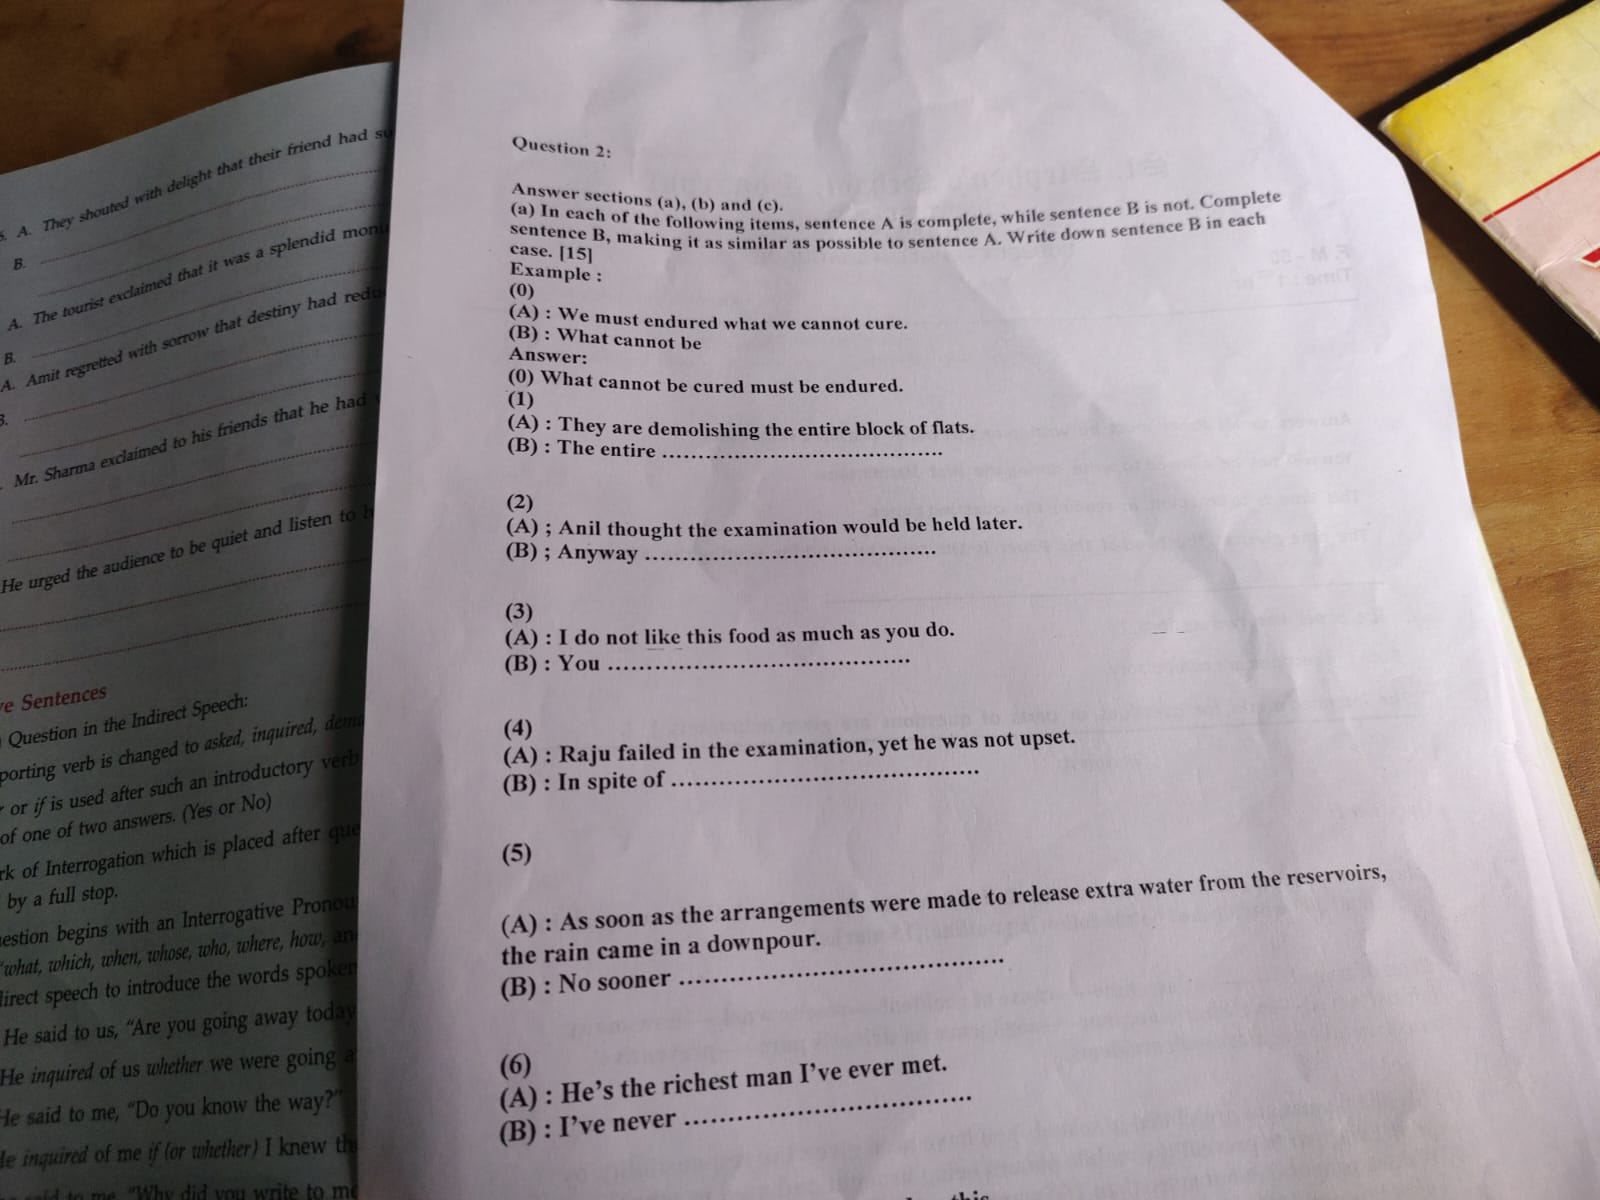 5. A. They shouted with delight that their friend had
B.
A. The tourist exclaimed that it was a splendid
B.
A. Amit regretted with sorrow that destiny had
Mr. Sharma exclaimed to his friends that he had
He urged the audience to be quiet and listen to
Sentences
Question in the Indirect Speech:
verb is changed to asked, inquired,
or if is used after such an introductory verb
of one of two answers. (Yes or No)
of Interrogation which is placed after
by a full stop.
begins with an Interrogative
"what, which, when, whose, who, where, how,
speech to introduce the words spoken
He said to us, "Are you going away today
He inquired of us whether we were going
He said to me, "Do you know the way?"
He inquired of me if (or whether) I knew
to me, "Why did you write to me
Question 2:
Answer sections (a), (b) and (c).
(a) In each of the following items, sentence A is complete, while sentence B is not. Complete
sentence B, making it as similar as possible to sentence A. Write down sentence B in each
case. [15]
Example :
(0)
(A) : We must endured what we cannot cure.
(B) : What cannot be
Answer:
(0) What cannot be cured must be endured.
(1)
(A) : They are demolishing the entire block of flats.
(B) : The entire ....................................
(2)
(A) ; Anil thought the examination would be held later.
(B) ; Anyway ......................................
(3)
(A) : I do not like this food as much as you do.
(B) : You .......................................
(4)
(A) : Raju failed in the examination, yet he was not upset.
(B) : In spite of ........................................
(5)
(A) : As soon as the arrangements were made to release extra water from the reservoirs,
the rain came in a downpour.
(B) : No sooner .........................................
(6)
(A) : He's the richest man I've ever met.
(B) : I've never ...................................